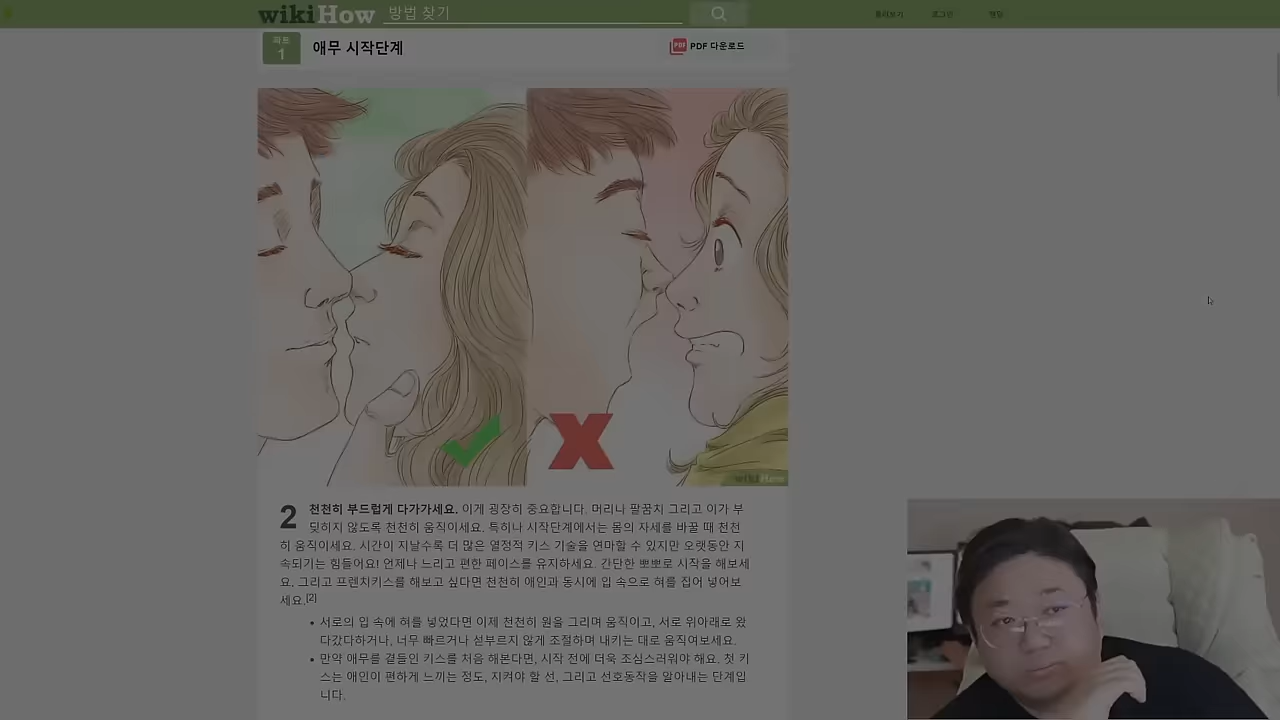 wikiHow
방법 찾기
둘러보기 로그인
파트
1
애무 시작단계
PDF
PDF 다운로드
wikiHow
2 천천히 부드럽게 다가가세요. 이게 굉장히 중요합니다. 머리나 팔꿈치 그리고 이가 부
딪히지 않도록 천천히 움직이세요. 특히나 시작단계에서는 몸의 자세를 바꿀 때 천천
히 움직이세요. 시간이 지날수록 더 많은 열정적 키스 기술을 연마할 수 있지만 오랫동안 지
속되기는 힘들어요! 언제나 느리고 편한 페이스를 유지하세요. 간단한 뽀뽀로 시작을 해보세
요, 그리고 프렌치키스를 해보고 싶다면 천천히 애인과 동시에 입 속으로 혀를 집어 넣어보
세요.[2]
• 서로의 입 속에 혀를 넣었다면 이제 천천히 원을 그리며 움직이고, 서로 위아래로 왔
다갔다하거나, 너무 빠르거나 섣부르지 않게 조절하며 내키는 대로 움직여보세요.
• 만약 애무를 곁들인 키스를 처음 해본다면, 시작 전에 더욱 조심스러워야 해요. 첫 키
스는 애인이 편하게 느끼는 정도, 지켜야 할 선, 그리고 선호동작을 알아내는 단계입
니다.